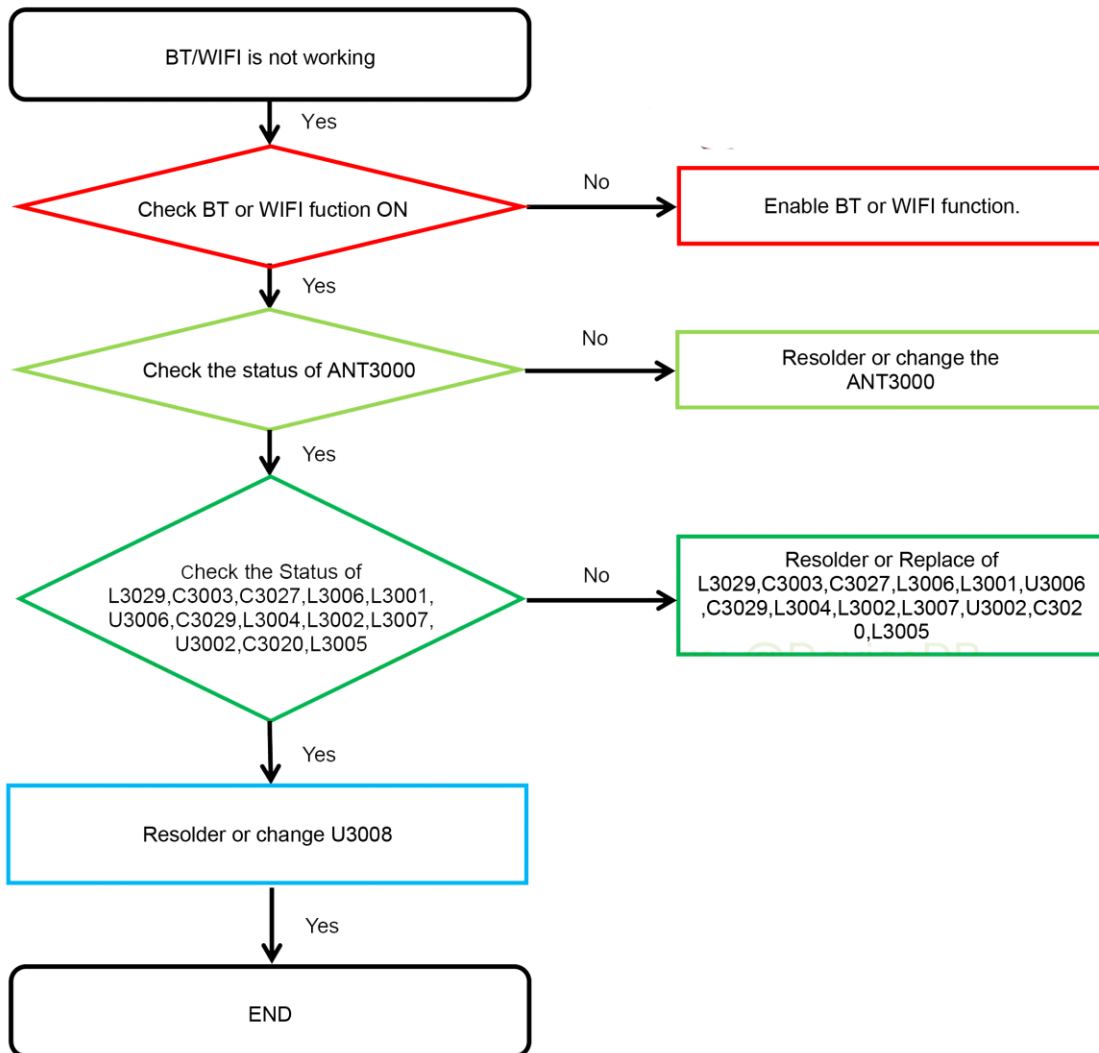 BT/WIFI is not working
Yes
Check BT or WIFI fuction ON
No
Enable BT or WIFI function.
Yes
Check the status of ANT3000
No
Resolder or change the
ANT3000
Yes
Check the Status of
L3029,C3003,C3027,L3006,L3001,
U3006,C3029,L3004,L3002,L3007,
U3002,C3020,L3005
No
Resolder or Replace of
L3029,C3003,C3027,L3006,L3001,U3006
,C3029,L3004,L3002,L3007,U3002,C302
0,L3005
Yes
Resolder or change U3008
Yes
END